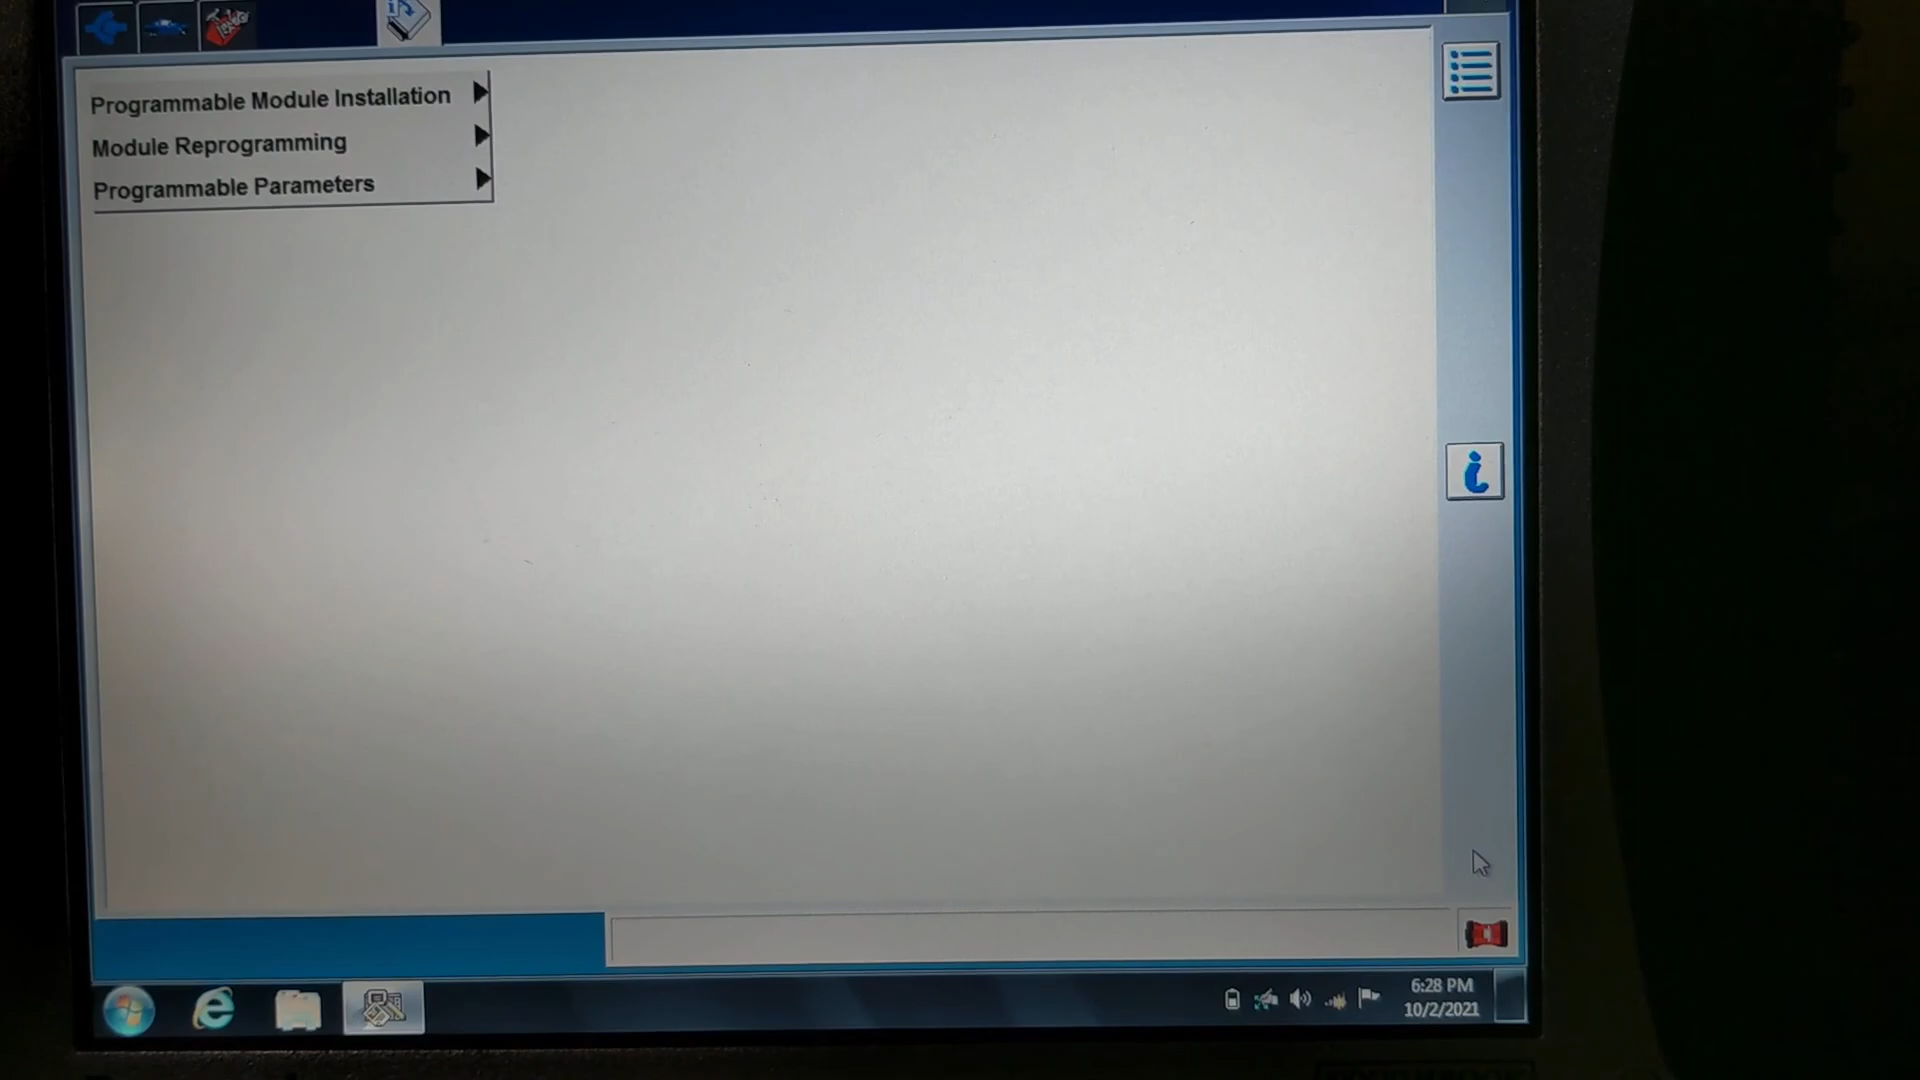 Programmable Module Installation
Module Reprogramming
Programmable Parameters
6:28 PM
10/2/2021